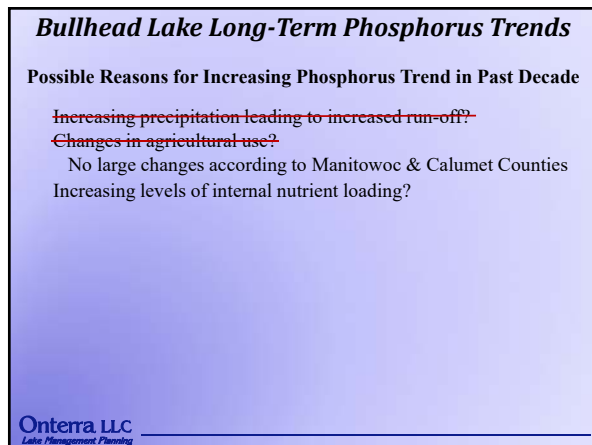 Bullhead Lake Long-Term Phosphorus Trends
Possible Reasons for Increasing Phosphorus Trend in Past Decade
Increasing precipitation leading to increased run-off?
Changes in agricultural use?
No large changes according to Manitowoc & Calumet Counties
Increasing levels of internal nutrient loading?
Onterra LLC
Lake Management Planning